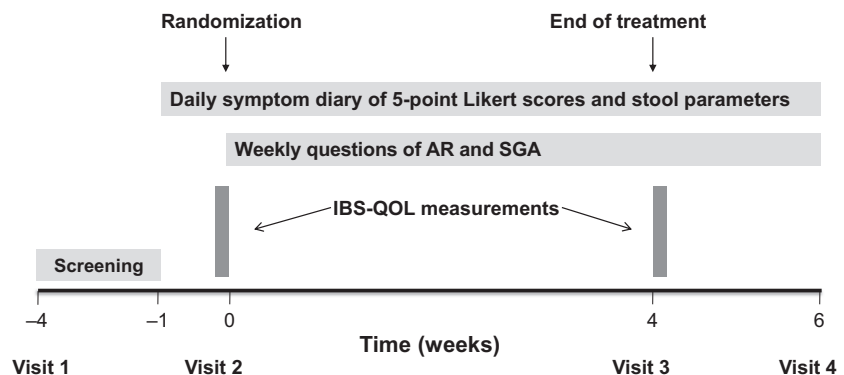 Randomization End of treatment
Daily symptom diary of 5-point Likert scores and stool parameters
Weekly questions of AR and SGA
IBS-QOL measurements
Screening
–4 –1 0 4 6
Time (weeks)
Visit 1 Visit 2 Visit 3 Visit 4